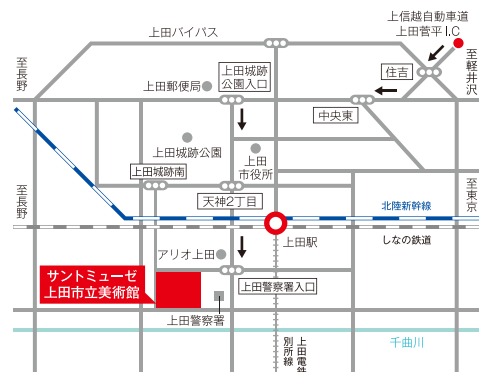 上信越自動車道
上田菅平I.C
上田バイパス
至長野
上田城跡
公園入口
住吉
至軽井沢
上田郵便局
中央東
上田城跡公園
上田
市役所
上田城跡南
天神2丁目
至長野
至東京
北陸新幹線
上田駅
しなの鉄道
アリオ上田
サントミューゼ
上田市立美術館
上田警察署入口
上田警察署
千曲川
上田電鉄
別所線